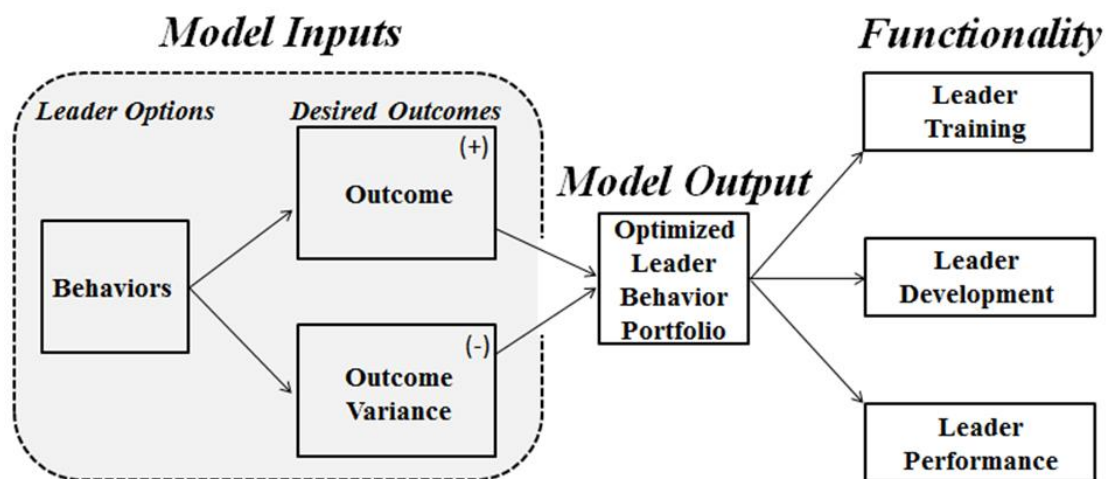 Model Inputs
Functionality
Leader Options
Desired Outcomes
Behaviors
(+)
Outcome
(-)
Outcome
Variance
Model Output
Optimized
Leader
Behavior
Portfolio
Leader
Training
Leader
Development
Leader
Performance